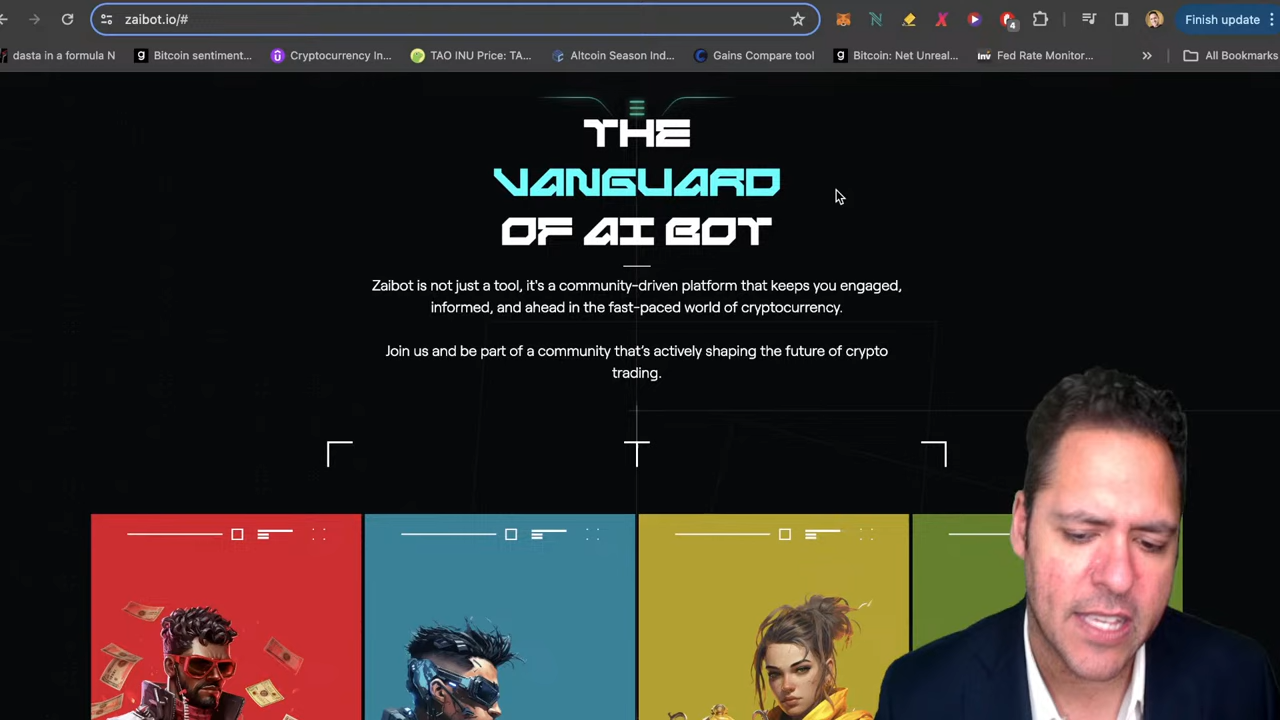 zaibot.io/#
4
Finish update
dasta in a formula N
Bitcoin sentiment...
Cryptocurrency In...
TAO INU Price: TA...
Altcoin Season Ind...
Gains Compare tool
Bitcoin: Net Unreal...
inv Fed Rate Monitor...
»
All Bookmarks
THE
VANGUARD
OF AI BOT
Zaibot is not just a tool, it's a community-driven platform that keeps you engaged,
informed, and ahead in the fast-paced world of cryptocurrency.
Join us and be part of a community that's actively shaping the future of crypto
trading.